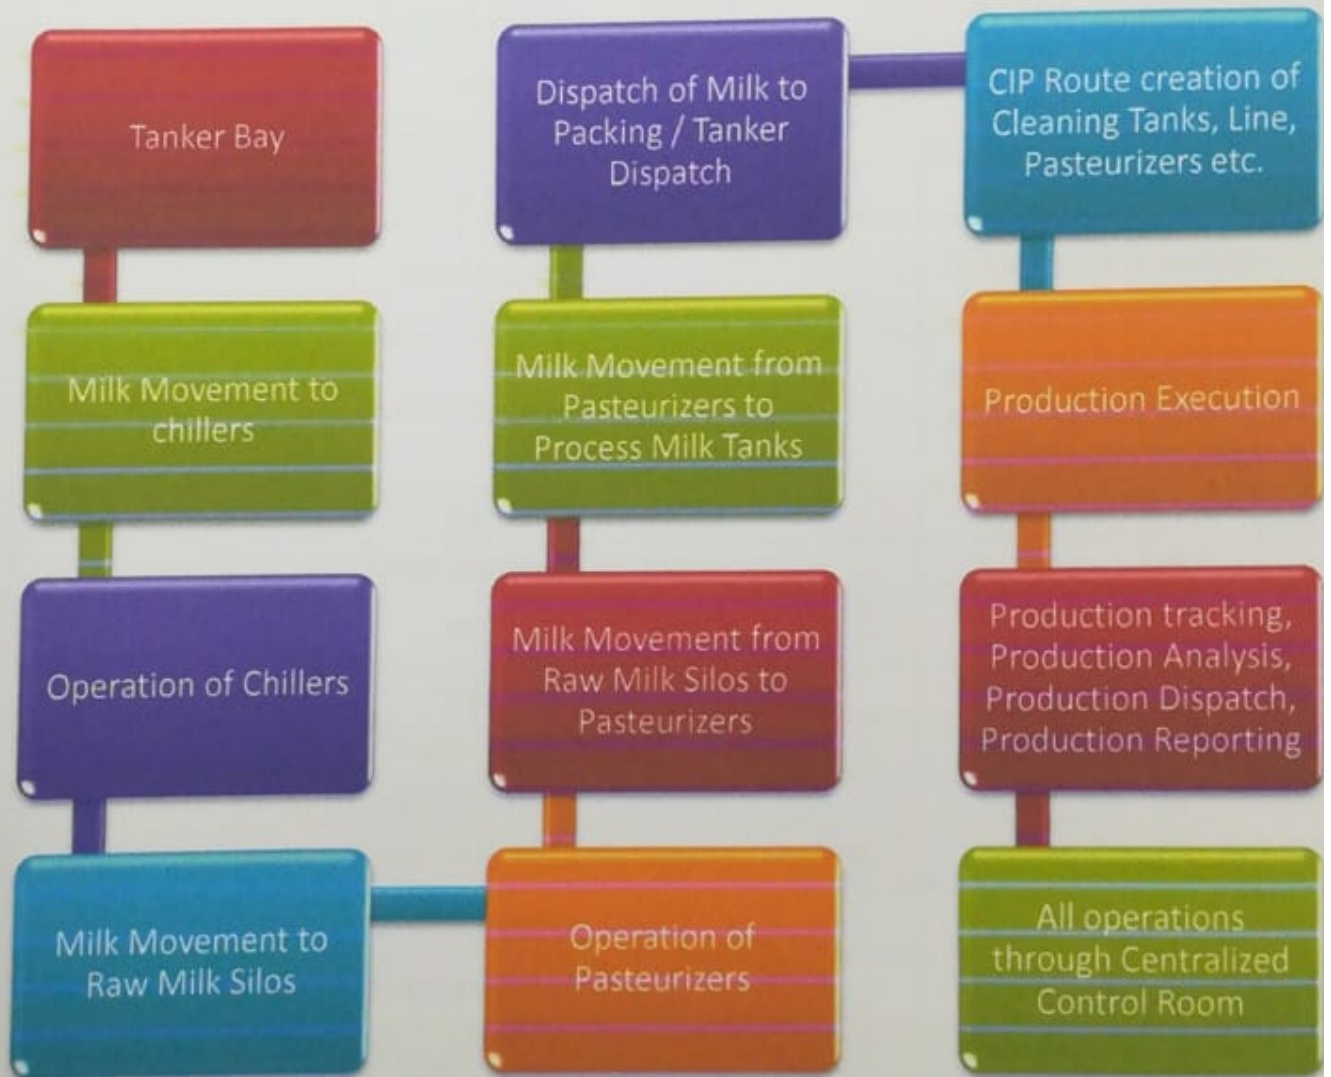 Tanker Bay
Milk Movement to
chillers
Operation of Chillers
Milk Movement to
Raw Milk Silos
Operation of
Pasteurizers
Milk Movement from
Raw Milk Silos to
Pasteurizers
Milk Movement from
Pasteurizers to
Process Milk Tanks
Dispatch of Milk to
Packing / Tanker
Dispatch
CIP Route creation of
Cleaning Tanks, Line,
Pasteurizers etc.
Production Execution
Production tracking,
Production Analysis,
Production Dispatch,
Production Reporting
All operations
through Centralized
Control Room